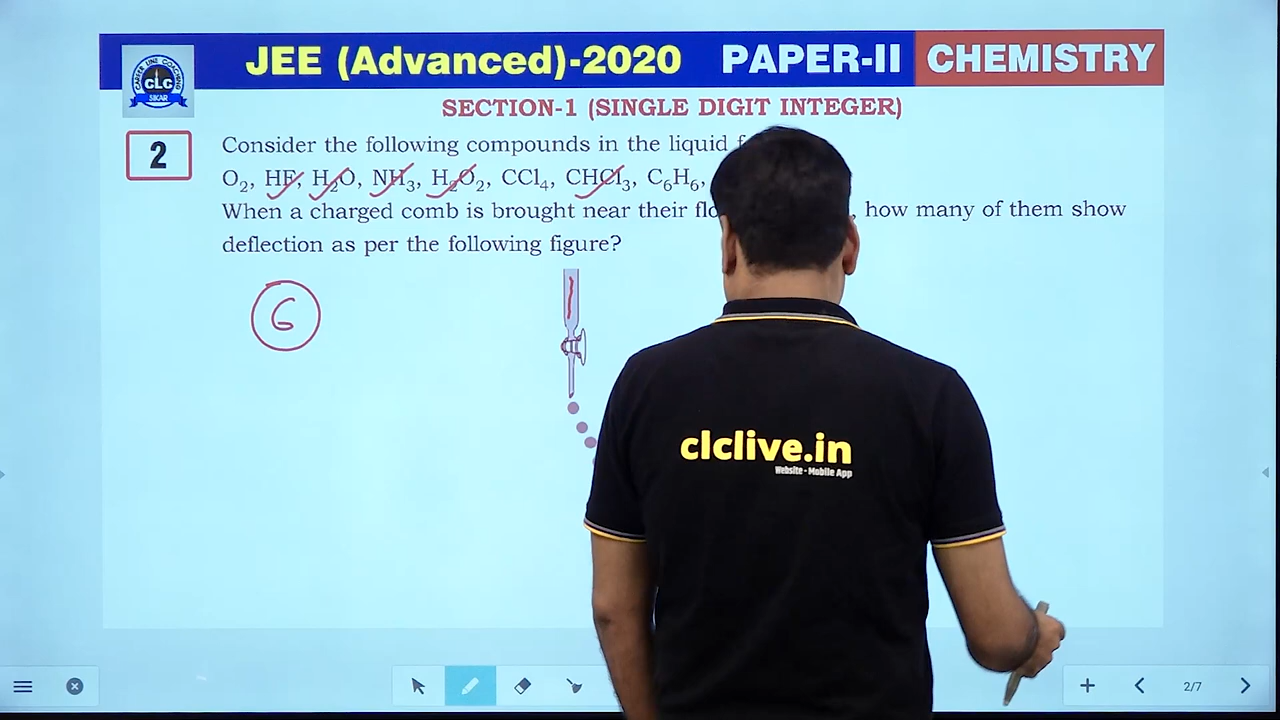 JEE (Advanced)-2020 PAPER-II CHEMISTRY
CLC
SIKAR
SECTION-1 (SINGLE DIGIT INTEGER)
2
Consider the following compounds in the liquid
O₂, HF, H₂O, NH₃, H₂O₂, CCl₄, CHCl₃, C₆H₆,
When a charged comb is brought near their , how many of them show
deflection as per the following figure?
6
clclive.in
Website - Mobile App
2/7